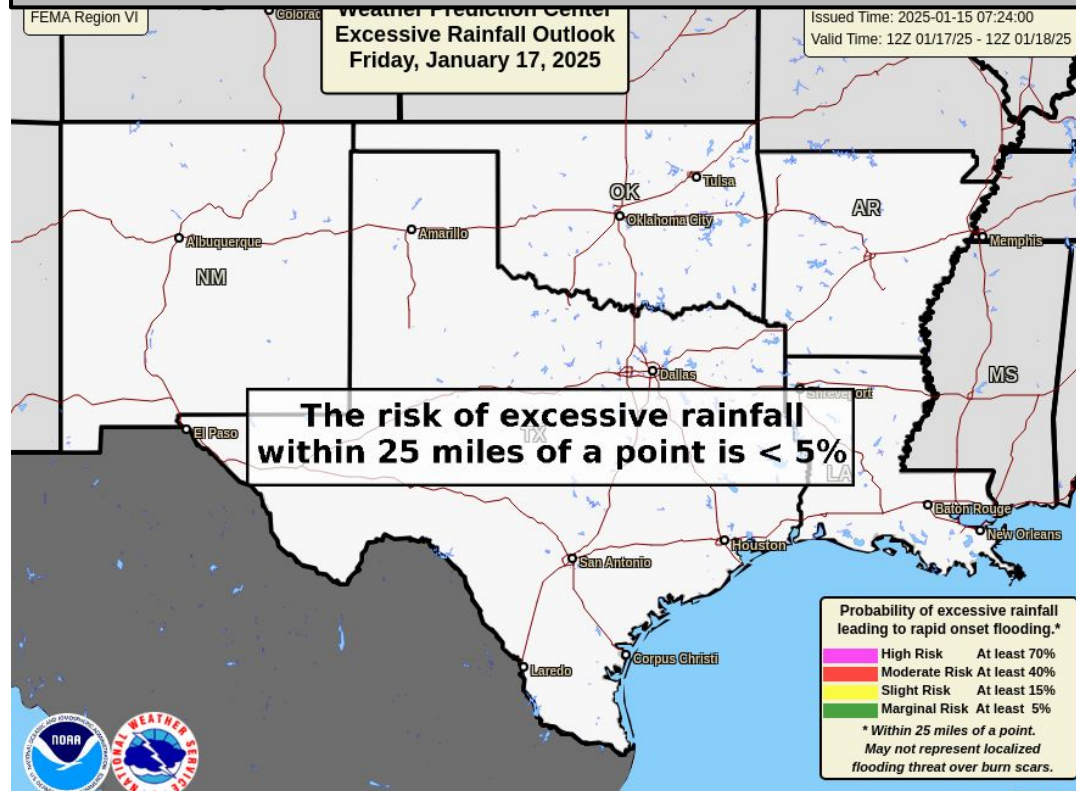 FEMA Region VI
Weather Prediction Center
Excessive Rainfall Outlook
Friday, January 17, 2025
Issued Time: 2025-01-15 07:24:00
Valid Time: 12Z 01/17/25 - 12Z 01/18/25
Tulsa
OK
Oklahoma City
AR
Amarillo
Albuquerque
Memphis
NM
Dallas
MS
Shreveport
The risk of excessive rainfall
within 25 miles of a point is < 5%
El Paso
TX
LA
Baton Rouge
New Orleans
Houston
San Antonio
Corpus Christi
Laredo
Probability of excessive rainfall
leading to rapid onset flooding.*
High Risk At least 70%
Moderate Risk At least 40%
Slight Risk At least 15%
Marginal Risk At least 5%
* Within 25 miles of a point.
May not represent localized
flooding threat over burn scars.
NOAA
NATIONAL WEATHER SERVICE